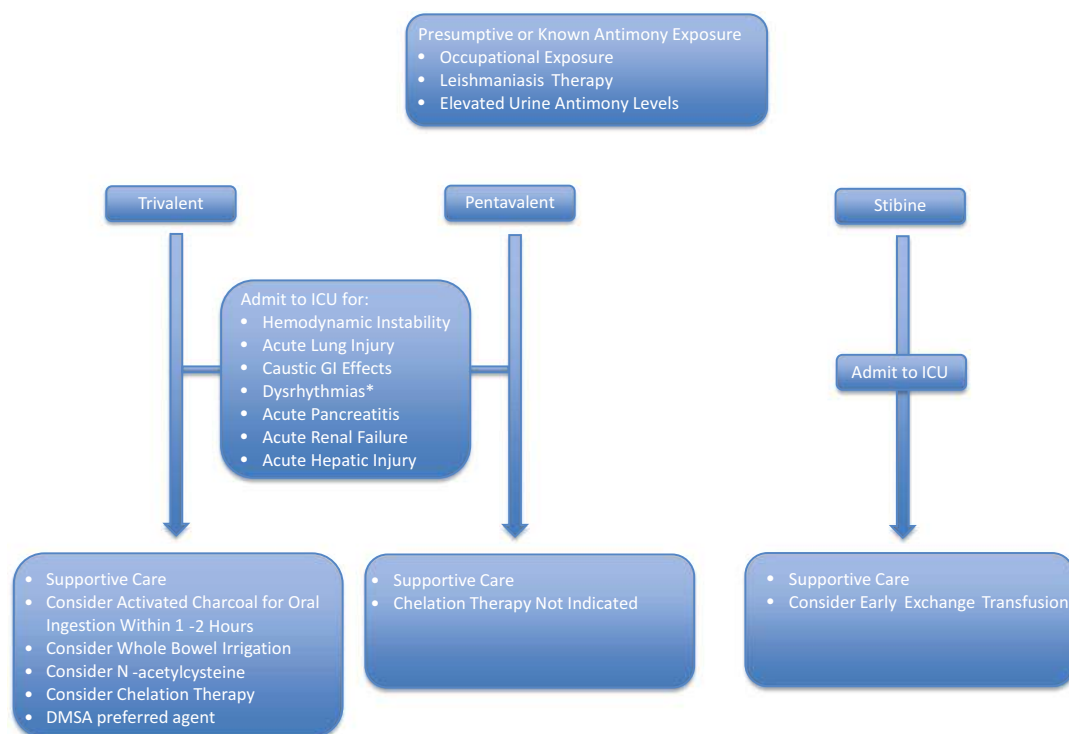 Presumptive or Known Antimony Exposure
• Occupational Exposure
• Leishmaniasis Therapy
• Elevated Urine Antimony Levels
Trivalent
Pentavalent
Stibine
Admit to ICU for:
• Hemodynamic Instability
• Acute Lung Injury
• Caustic GI Effects
• Dysrhythmias*
• Acute Pancreatitis
• Acute Renal Failure
• Acute Hepatic Injury
Admit to ICU
• Supportive Care
• Consider Activated Charcoal for Oral
Ingestion Within 1 -2 Hours
• Consider Whole Bowel Irrigation
• Consider N -acetylcysteine
• Consider Chelation Therapy
• DMSA preferred agent
• Supportive Care
• Chelation Therapy Not Indicated
• Supportive Care
• Consider Early Exchange Transfusion